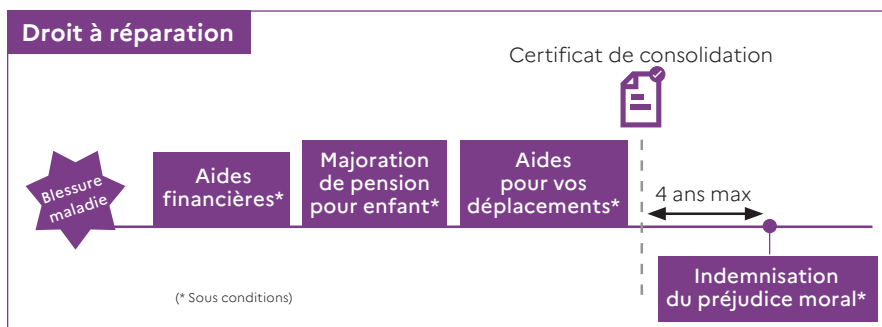 Droit à réparation
Certificat de consolidation
Blessure
maladie
Aides
financières*
Majoration
de pension
pour enfant*
Aides
pour vos
déplacements*
4 ans max
Indemnisation
du préjudice moral*
(* Sous conditions)